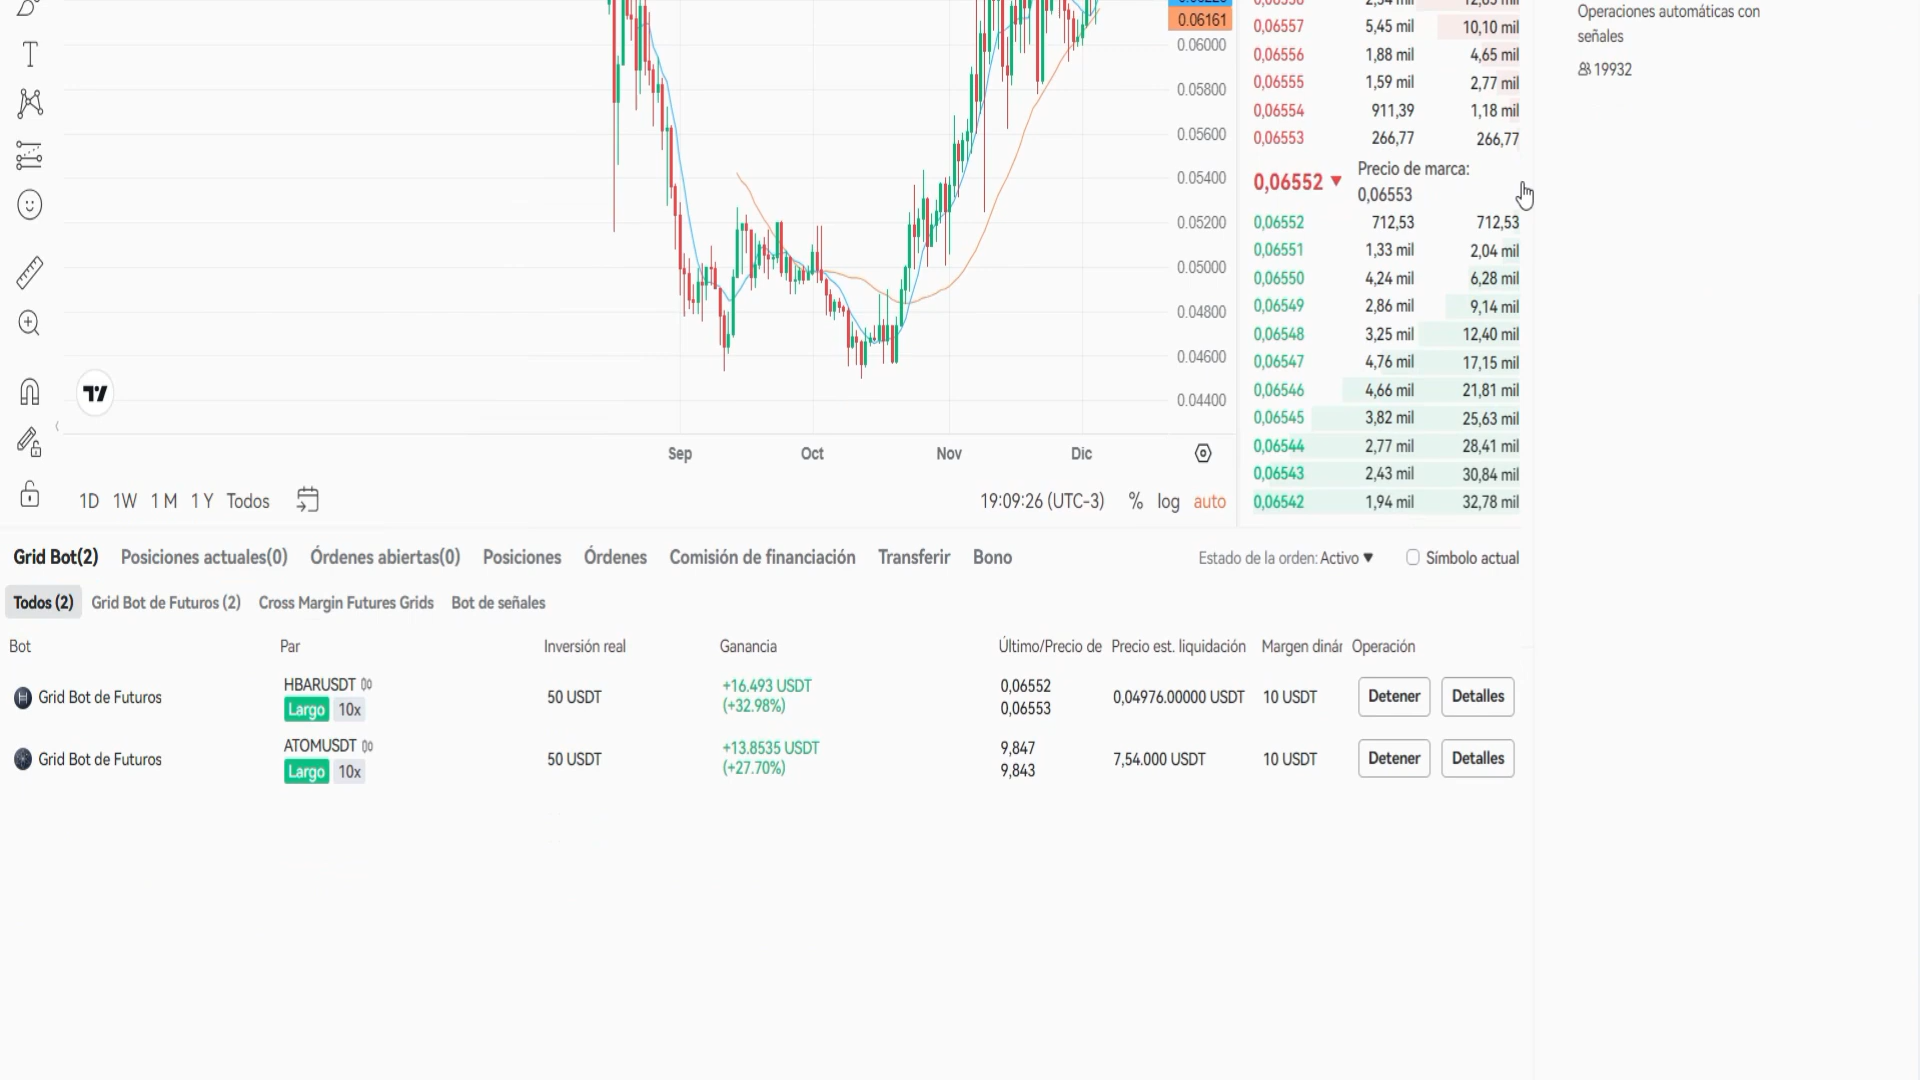 0.06161
0.06000
0.05800
0.05600
0.05400
0.05200
0.05000
0.04800
0.04600
0.04400
Sep Oct Nov Dic
1D 1W 1 M 1 Y Todos
19:09:26 (UTC-3) % log auto
0,06557 5,45 mil 10,10 mil
0,06556 1,88 mil 4,65 mil
0,06555 1,59 mil 2,77 mil
0,06554 911,39 1,18 mil
0,06553 266,77 266,77
0,06552 ▼ Precio de marca:
0,06553
0,06552 712,53 712,53
0,06551 1,33 mil 2,04 mil
0,06550 4,24 mil 6,28 mil
0,06549 2,86 mil 9,14 mil
0,06548 3,25 mil 12,40 mil
0,06547 4,76 mil 17,15 mil
0,06546 4,66 mil 21,81 mil
0,06545 3,82 mil 25,63 mil
0,06544 2,77 mil 28,41 mil
0,06543 2,43 mil 30,84 mil
0,06542 1,94 mil 32,78 mil
Operaciones automáticas con
señales
19932
Grid Bot(2) Posiciones actuales(0) Órdenes abiertas(0) Posiciones Órdenes Comisión de financiación Transferir Bono Estado de la orden: Activo ▼ Símbolo actual
Todos (2) Grid Bot de Futuros (2) Cross Margin Futures Grids Bot de señales
Bot Par Inversión real Ganancia Último/Precio de Precio est. liquidación Margen dinár Operación
Grid Bot de Futuros HBARUSDT Largo 10x 50 USDT +16.493 USDT (+32.98%) 0,06552 0,06553 0,04976.00000 USDT 10 USDT Detener Detalles
Grid Bot de Futuros ATOMUSDT Largo 10x 50 USDT +13.8535 USDT (+27.70%) 9,847 9,843 7,54.000 USDT 10 USDT Detener Detalles